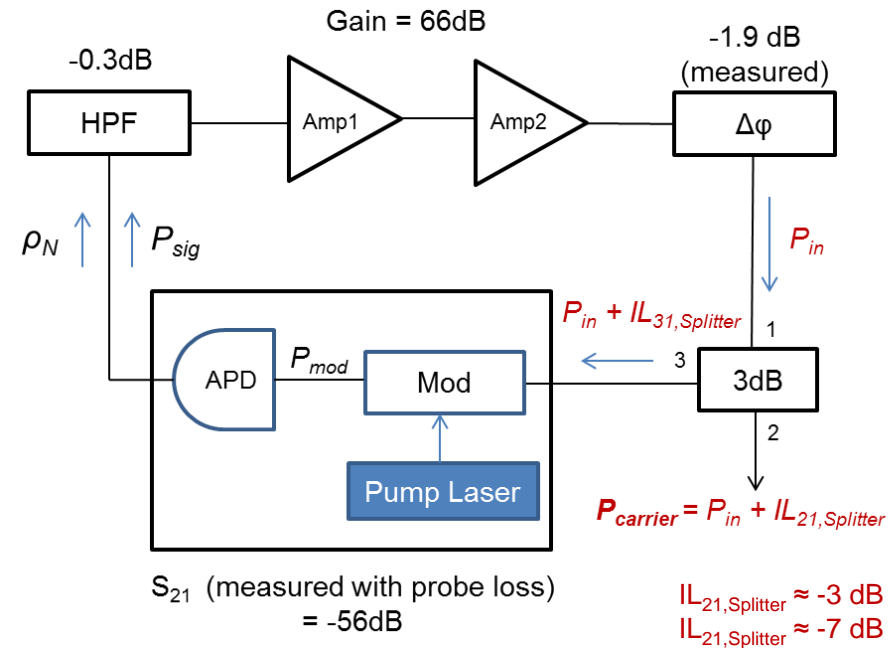 Gain = 66dB
-0.3dB
-1.9 dB
(measured)
HPF
Amp1
Amp2
Δφ
ρN
Psig
Pin
Pin + IL31,Splitter
1
3
3dB
2
APD
Pmod
Mod
Pump Laser
Pcarrier = Pin + IL21,Splitter
S21 (measured with probe loss)
= -56dB
IL21,Splitter ≈ -3 dB
IL21,Splitter ≈ -7 dB